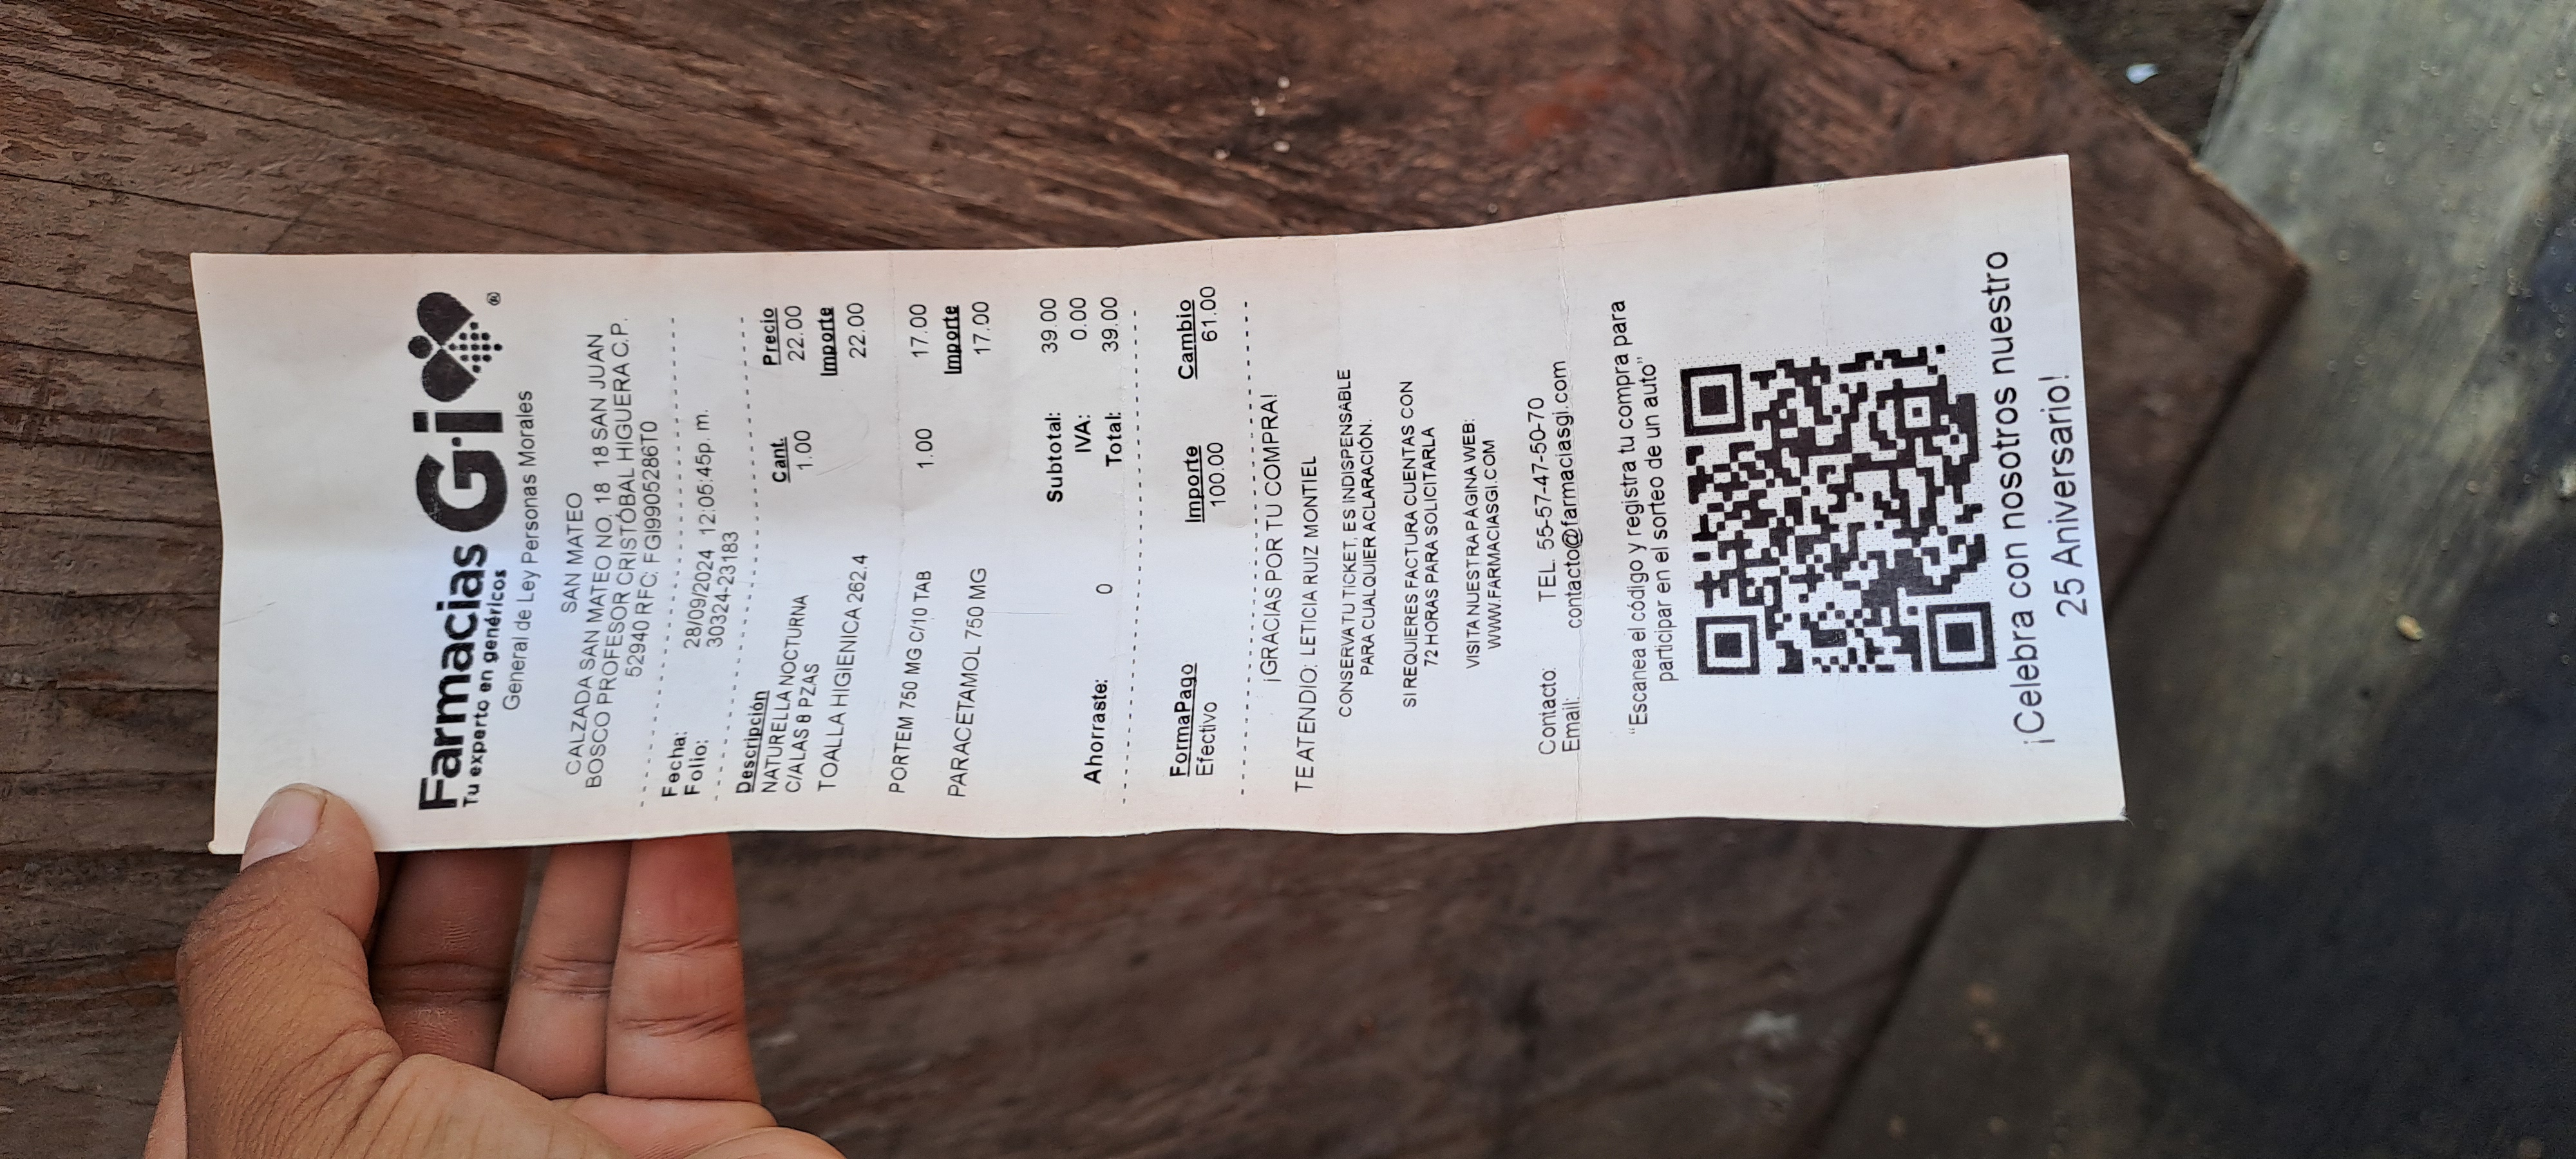 Farmacias Gi ®
Tu experto en genéricos
General de Ley Personas Morales
SAN MATEO
CALZADA SAN MATEO NO. 18 18 SAN JUAN
BOSCO PROFESOR CRISTÓBAL HIGUERA C.P.
52940 RFC: FGI9905286T0
Fecha: 28/09/2024 12:05:45p. m.
Folio: 30324-23183
Descripción Cant. Precio
NATURELLA NOCTURNA 1.00 22.00
C/ALAS 8 PZAS Importe
TOALLA HIGIENICA 262.4 22.00
PORTEM 750 MG C/10 TAB 1.00 17.00
Importe
PARACETAMOL 750 MG 17.00
Subtotal: 39.00
IVA: 0.00
Ahorraste: 0 Total: 39.00
FormaPago Importe Cambio
Efectivo 100.00 61.00
¡GRACIAS POR TU COMPRA!
TE ATENDIO: LETICIA RUIZ MONTIEL
CONSERVA TU TICKET, ES INDISPENSABLE
PARA CUALQUIER ACLARACIÓN.
SI REQUIERES FACTURA CUENTAS CON
72 HORAS PARA SOLICITARLA
VISITA NUESTRA PÁGINA WEB:
WWW.FARMACIASGI.COM
Contacto: TEL. 55-57-47-50-70
Email: contacto@farmaciasgi.com
"Escanea el código y registra tu compra para
participar en el sorteo de un auto"
¡Celebra con nosotros nuestro
25 Aniversario!